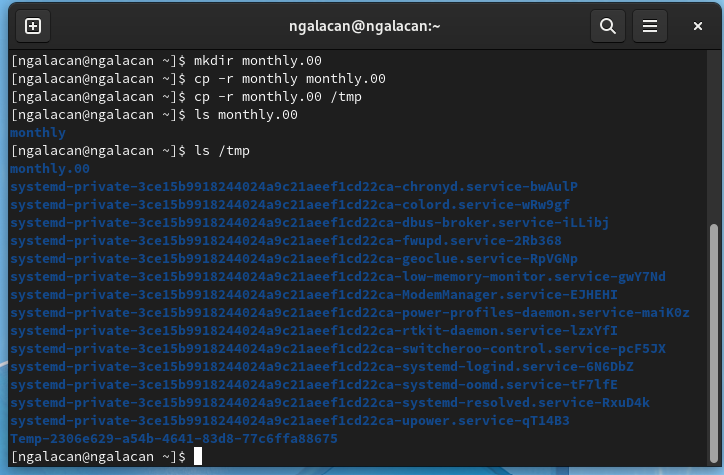 ngalacan@ngalacan:~
[ngalacan@ngalacan ~]$ mkdir monthly.00
[ngalacan@ngalacan ~]$ cp -r monthly monthly.00
[ngalacan@ngalacan ~]$ cp -r monthly.00 /tmp
[ngalacan@ngalacan ~]$ ls monthly.00
monthly
[ngalacan@ngalacan ~]$ ls /tmp
monthly.00
systemd-private-3ce15b9918244024a9c21aeef1cd22ca-chronyd.service-bwAulP
systemd-private-3ce15b9918244024a9c21aeef1cd22ca-colord.service-wRw9gf
systemd-private-3ce15b9918244024a9c21aeef1cd22ca-dbus-broker.service-iLLibj
systemd-private-3ce15b9918244024a9c21aeef1cd22ca-fwupd.service-2Rb368
systemd-private-3ce15b9918244024a9c21aeef1cd22ca-geoclue.service-RpVGNp
systemd-private-3ce15b9918244024a9c21aeef1cd22ca-low-memory-monitor.service-gwY7Nd
systemd-private-3ce15b9918244024a9c21aeef1cd22ca-ModemManager.service-EJHEHI
systemd-private-3ce15b9918244024a9c21aeef1cd22ca-power-profiles-daemon.service-maiK0z
systemd-private-3ce15b9918244024a9c21aeef1cd22ca-rtkit-daemon.service-lzxYfI
systemd-private-3ce15b9918244024a9c21aeef1cd22ca-switcheroo-control.service-pcF5JX
systemd-private-3ce15b9918244024a9c21aeef1cd22ca-systemd-logind.service-6N6DbZ
systemd-private-3ce15b9918244024a9c21aeef1cd22ca-systemd-oomd.service-tF7lfE
systemd-private-3ce15b9918244024a9c21aeef1cd22ca-systemd-resolved.service-RxuD4k
systemd-private-3ce15b9918244024a9c21aeef1cd22ca-upower.service-qT14B3
Temp-2306e629-a54b-4641-83d8-77c6ffa88675
[ngalacan@ngalacan ~]$